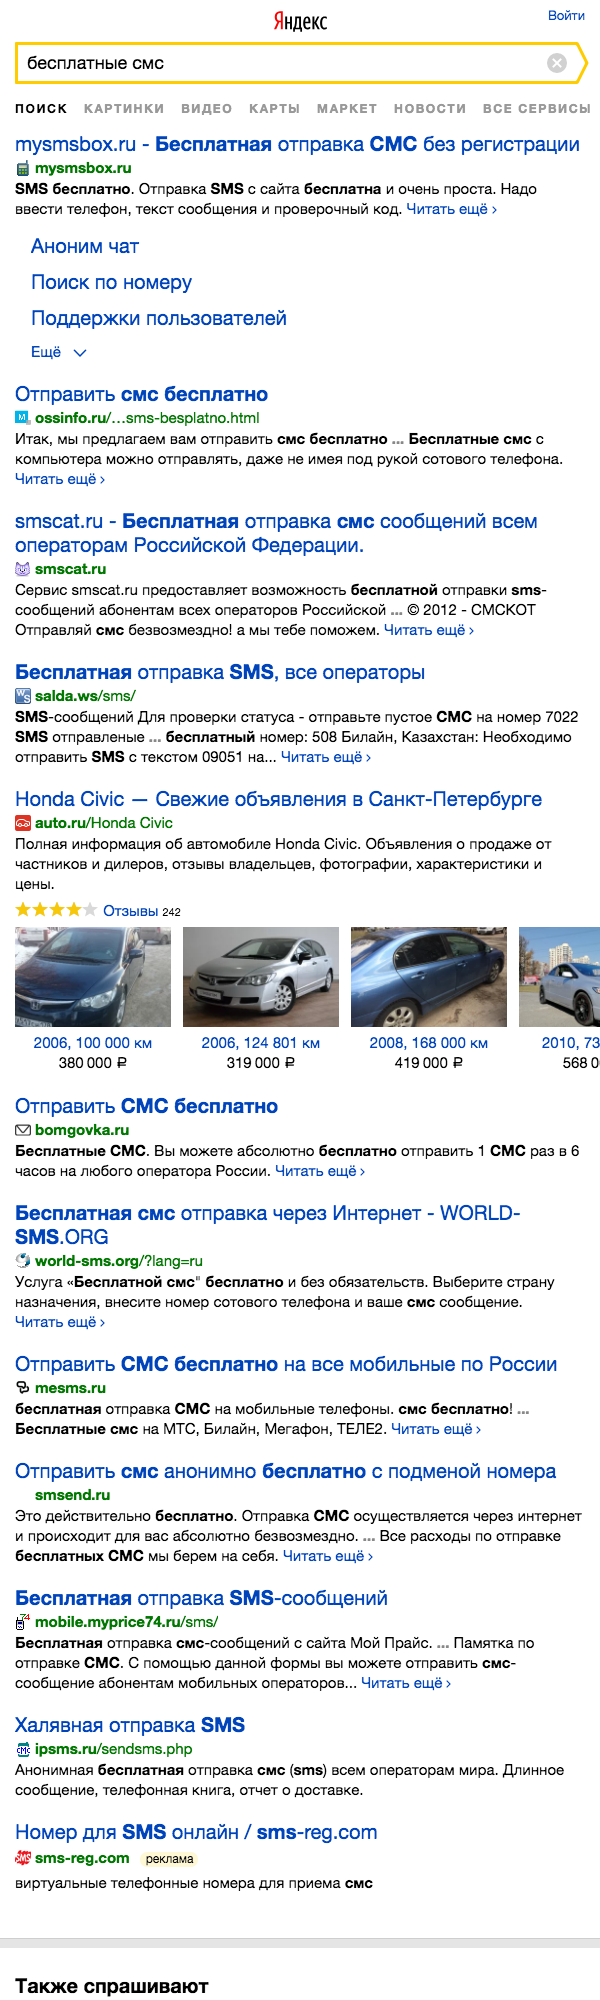 Яндекс
Войти
бесплатные смс
ПОИСК КАРТИНКИ ВИДЕО КАРТЫ МАРКЕТ НОВОСТИ ВСЕ СЕРВИСЫ
mysmsbox.ru - Бесплатная отправка СМС без регистрации
mysmsbox.ru
SMS бесплатно. Отправка SMS с сайта бесплатна и очень проста. Надо
ввести телефон, текст сообщения и проверочный код. Читать ещё ›
Аноним чат
Поиск по номеру
Поддержки пользователей
Ещё
Отправить смс бесплатно
ossinfo.ru/…sms-besplatno.html
Итак, мы предлагаем вам отправить смс бесплатно ... Бесплатные смс с
компьютера можно отправлять, даже не имея под рукой сотового телефона.
Читать ещё ›
smscat.ru - Бесплатная отправка смс сообщений всем
операторам Российской Федерации.
smscat.ru
Сервис smscat.ru предоставляет возможность бесплатной отправки sms-
сообщений абонентам всех операторов Российской ... © 2012 - СМСКОТ
Отправляй смс безвозмездно! а мы тебе поможем. Читать ещё ›
Бесплатная отправка SMS, все операторы
salda.ws/sms/
SMS-сообщений Для проверки статуса - отправьте пустое СМС на номер 7022
SMS отправленые ... бесплатный номер: 508 Билайн, Казахстан: Необходимо
отправить SMS с текстом 09051 на... Читать ещё ›
Honda Civic — Свежие объявления в Санкт-Петербурге
auto.ru/Honda Civic
Полная информация об автомобиле Honda Civic. Объявления о продаже от
частников и дилеров, отзывы владельцев, фотографии, характеристики и
цены.
Отзывы 242
2006, 100 000 км 2006, 124 801 км 2008, 168 000 км 2010, 73
380 000 ₽ 319 000 ₽ 419 000 ₽ 568 0
Отправить СМС бесплатно
bomgovka.ru
Бесплатные СМС. Вы можете абсолютно бесплатно отправить 1 СМС раз в 6
часов на любого оператора России. Читать ещё ›
Бесплатная смс отправка через Интернет - WORLD-
SMS.ORG
world-sms.org/?lang=ru
Услуга «Бесплатной смс" бесплатно и без обязательств. Выберите страну
назначения, внесите номер сотового телефона и ваше смс сообщение.
Читать ещё ›
Отправить СМС бесплатно на все мобильные по России
mesms.ru
бесплатная отправка СМС на мобильные телефоны. смс бесплатно! ...
Бесплатные смс на МТС, Билайн, Мегафон, ТЕЛЕ2. Читать ещё ›
Отправить смс анонимно бесплатно с подменой номера
smsend.ru
Это действительно бесплатно. Отправка СМС осуществляется через интернет
и происходит для вас абсолютно безвозмездно. ... Все расходы по отправке
бесплатных СМС мы берем на себя. Читать ещё ›
Бесплатная отправка SMS-сообщений
mobile.myprice74.ru/sms/
Бесплатная отправка смс-сообщений с сайта Мой Прайс. ... Памятка по
отправке СМС. С помощью данной формы вы можете отправить смс-
сообщение абонентам мобильных операторов... Читать ещё ›
Халявная отправка SMS
ipsms.ru/sendsms.php
Анонимная бесплатная отправка смс (sms) всем операторам мира. Длинное
сообщение, телефонная книга, отчет о доставке.
Номер для SMS онлайн / sms-reg.com
sms-reg.com реклама
виртуальные телефонные номера для приема смс
Также спрашивают